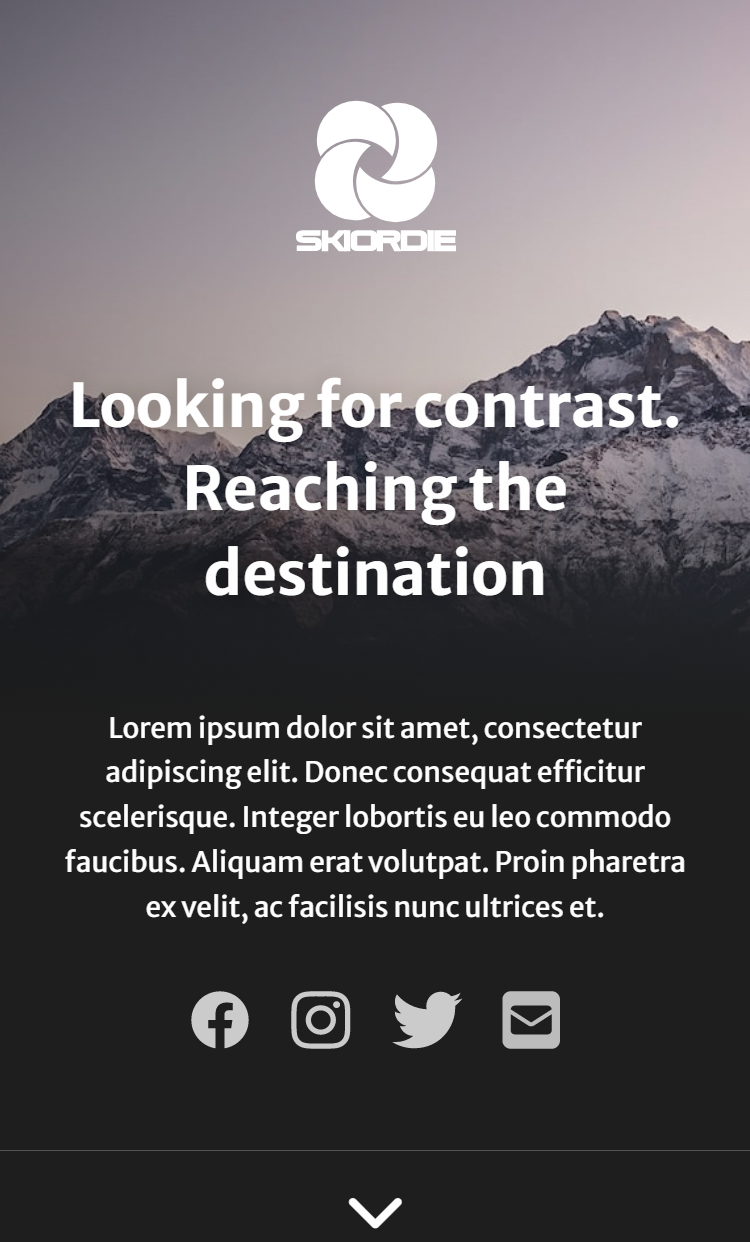 SKIORDIE
Looking for contrast.
Reaching the
destination
Lorem ipsum dolor sit amet, consectetur
adipiscing elit. Donec consequat efficitur
scelerisque. Integer lobortis eu leo commodo
faucibus. Aliquam erat volutpat. Proin pharetra
ex velit, ac facilisis nunc ultrices et.